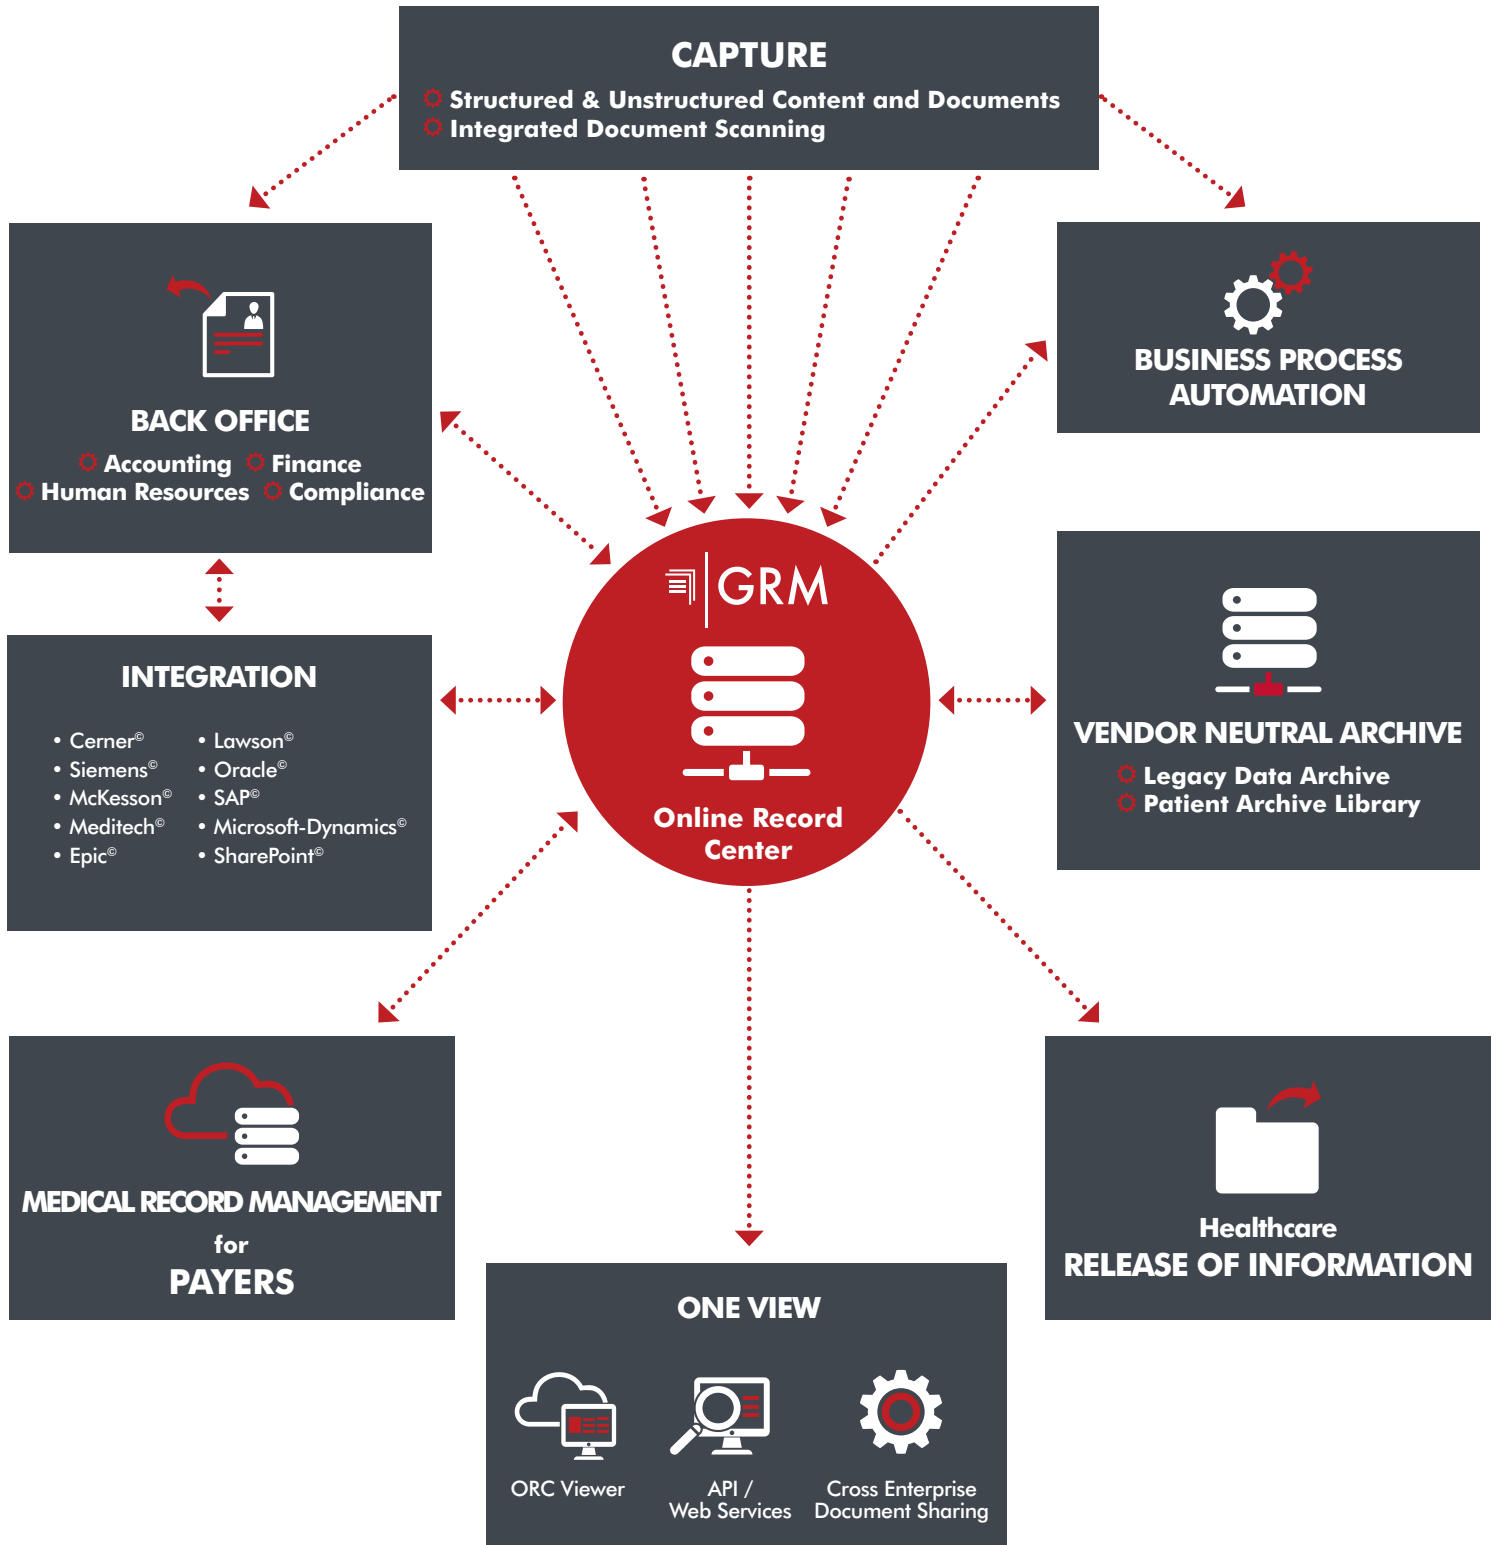 CAPTURE
Structured & Unstructured Content and Documents
Integrated Document Scanning
BACK OFFICE
Accounting Finance
Human Resources Compliance
BUSINESS PROCESS
AUTOMATION
INTEGRATION
• Cerner©
• Siemens©
• McKesson©
• Meditech©
• Epic©
• Lawson©
• Oracle©
• SAP©
• Microsoft-Dynamics©
• SharePoint©
GRM
Online Record
Center
VENDOR NEUTRAL ARCHIVE
Legacy Data Archive
Patient Archive Library
MEDICAL RECORD MANAGEMENT
for
PAYERS
Healthcare
RELEASE OF INFORMATION
ONE VIEW
ORC Viewer
API /
Web Services
Cross Enterprise
Document Sharing